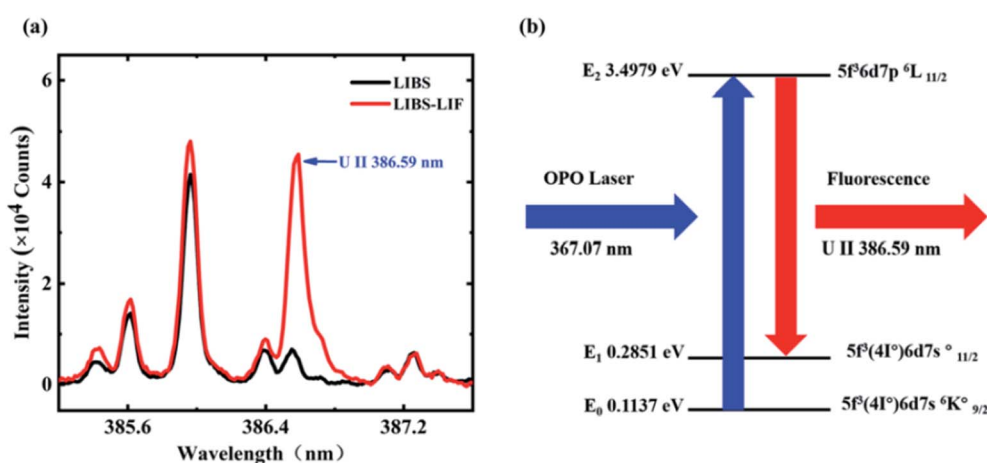 (a)
Intensity (×10⁴ Counts)
6
4
2
0
LIBS
LIBS-LIF
U II 386.59 nm
385.6 386.4 387.2
Wavelength（nm）
(b)
E₂ 3.4979 eV 5f³6d7p ⁶L ₁₁/₂
OPO Laser Fluorescence
367.07 nm U II 386.59 nm
E₁ 0.2851 eV 5f³(4I°)6d7s ° ₁₁/₂
E₀ 0.1137 eV 5f³(4I°)6d7s ⁶K° ₉/₂